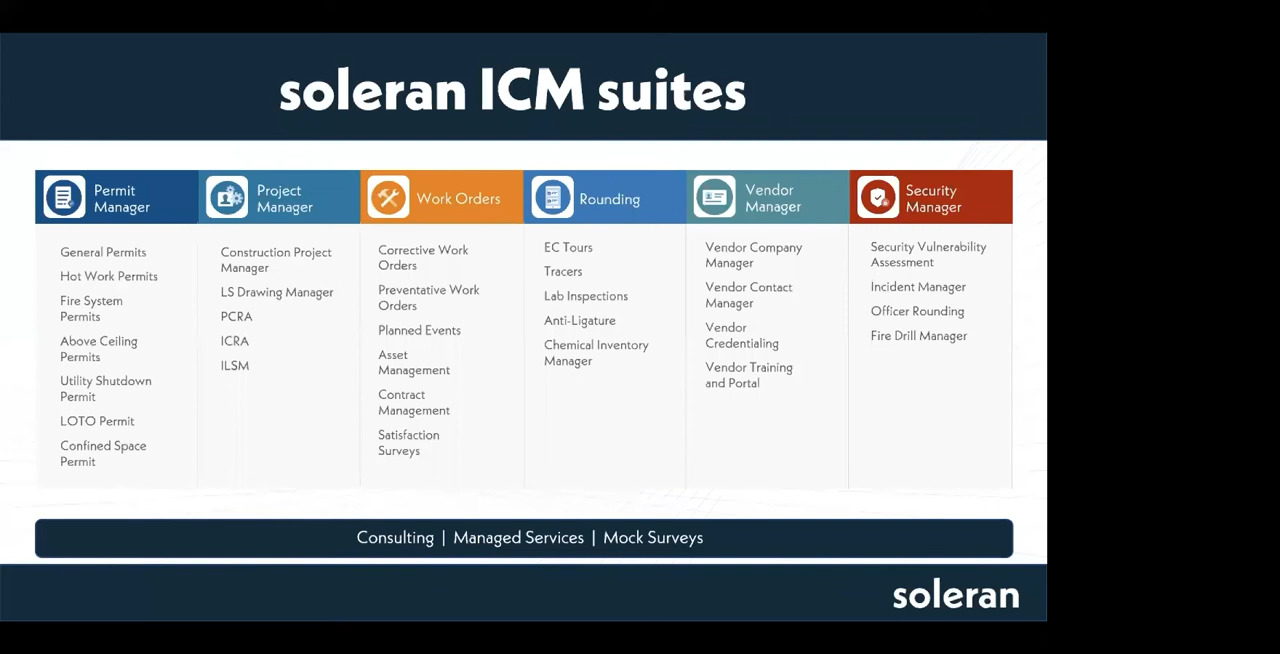 soleran ICM suites
Permit
Manager
General Permits
Hot Work Permits
Fire System
Permits
Above Ceiling
Permits
Utility Shutdown
Permit
LOTO Permit
Confined Space
Permit
Project
Manager
Construction Project
Manager
LS Drawing Manager
PCRA
ICRA
ILSM
Work Orders
Corrective Work
Orders
Preventative Work
Orders
Planned Events
Asset
Management
Contract
Management
Satisfaction
Surveys
Rounding
EC Tours
Tracers
Lab Inspections
Anti-Ligature
Chemical Inventory
Manager
Vendor
Manager
Vendor Company
Manager
Vendor Contact
Manager
Vendor
Credentialing
Vendor Training
and Portal
Security
Manager
Security Vulnerability
Assessment
Incident Manager
Officer Rounding
Fire Drill Manager
Consulting | Managed Services | Mock Surveys
soleran